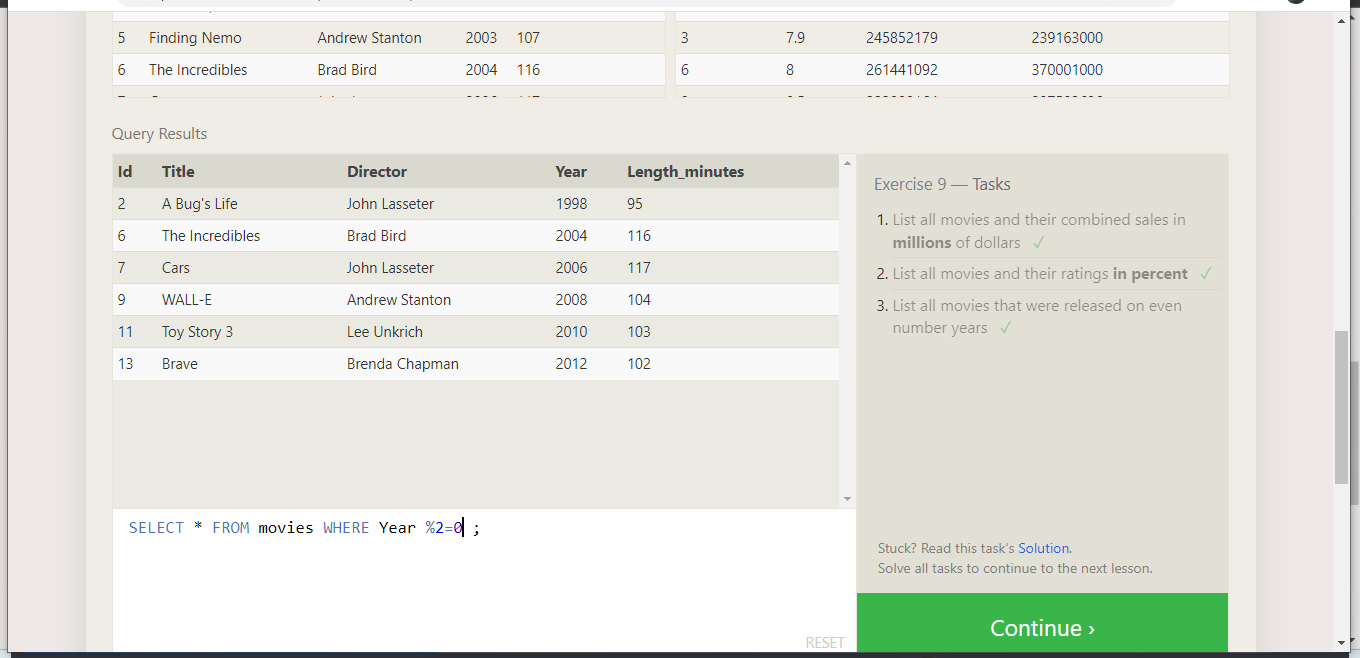 5 Finding Nemo Andrew Stanton 2003 107 3 7.9 245852179 239163000
6 The Incredibles Brad Bird 2004 116 6 8 261441092 370001000
Query Results
Id Title Director Year Length_minutes
2 A Bug's Life John Lasseter 1998 95
6 The Incredibles Brad Bird 2004 116
7 Cars John Lasseter 2006 117
9 WALL-E Andrew Stanton 2008 104
11 Toy Story 3 Lee Unkrich 2010 103
13 Brave Brenda Chapman 2012 102
Exercise 9 — Tasks
1. List all movies and their combined sales in
millions of dollars ✓
2. List all movies and their ratings in percent ✓
3. List all movies that were released on even
number years ✓
SELECT * FROM movies WHERE Year %2=0 ;
RESET
Stuck? Read this task's Solution.
Solve all tasks to continue to the next lesson.
Continue ›